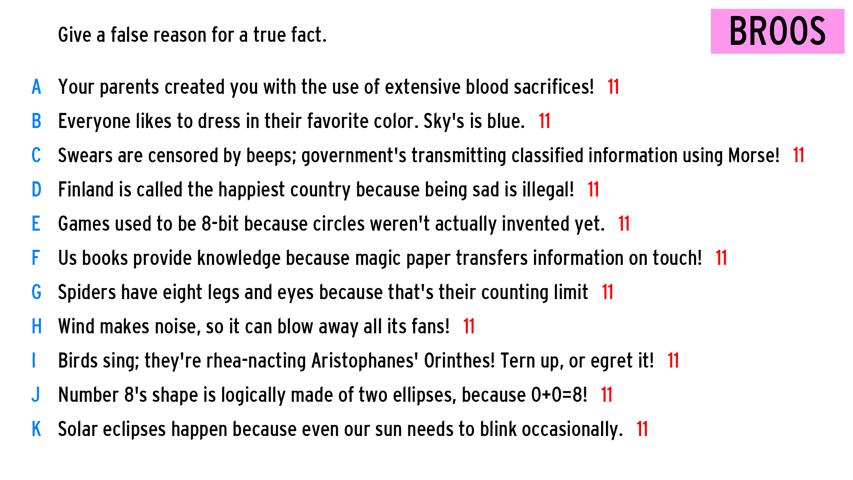 Give a false reason for a true fact.
BROOS
A Your parents created you with the use of extensive blood sacrifices! 11
B Everyone likes to dress in their favorite color. Sky's is blue. 11
C Swears are censored by beeps; government's transmitting classified information using Morse! 11
D Finland is called the happiest country because being sad is illegal! 11
E Games used to be 8-bit because circles weren't actually invented yet. 11
F Us books provide knowledge because magic paper transfers information on touch! 11
G Spiders have eight legs and eyes because that's their counting limit 11
H Wind makes noise, so it can blow away all its fans! 11
I Birds sing; they're rhea-nacting Aristophanes' Orinthes! Tern up, or egret it! 11
J Number 8's shape is logically made of two ellipses, because 0+0=8! 11
K Solar eclipses happen because even our sun needs to blink occasionally. 11